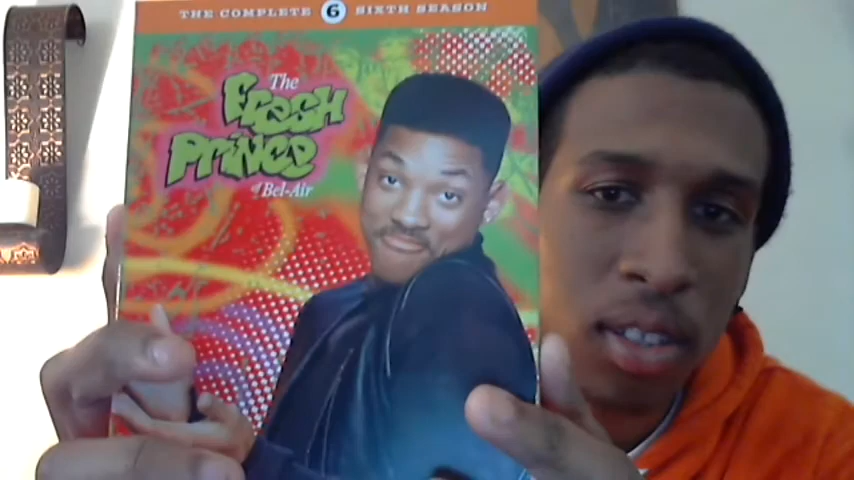 THE COMPLETE 6 SIXTH SEASON
The
FRESH
PRINCE
of Bel-Air